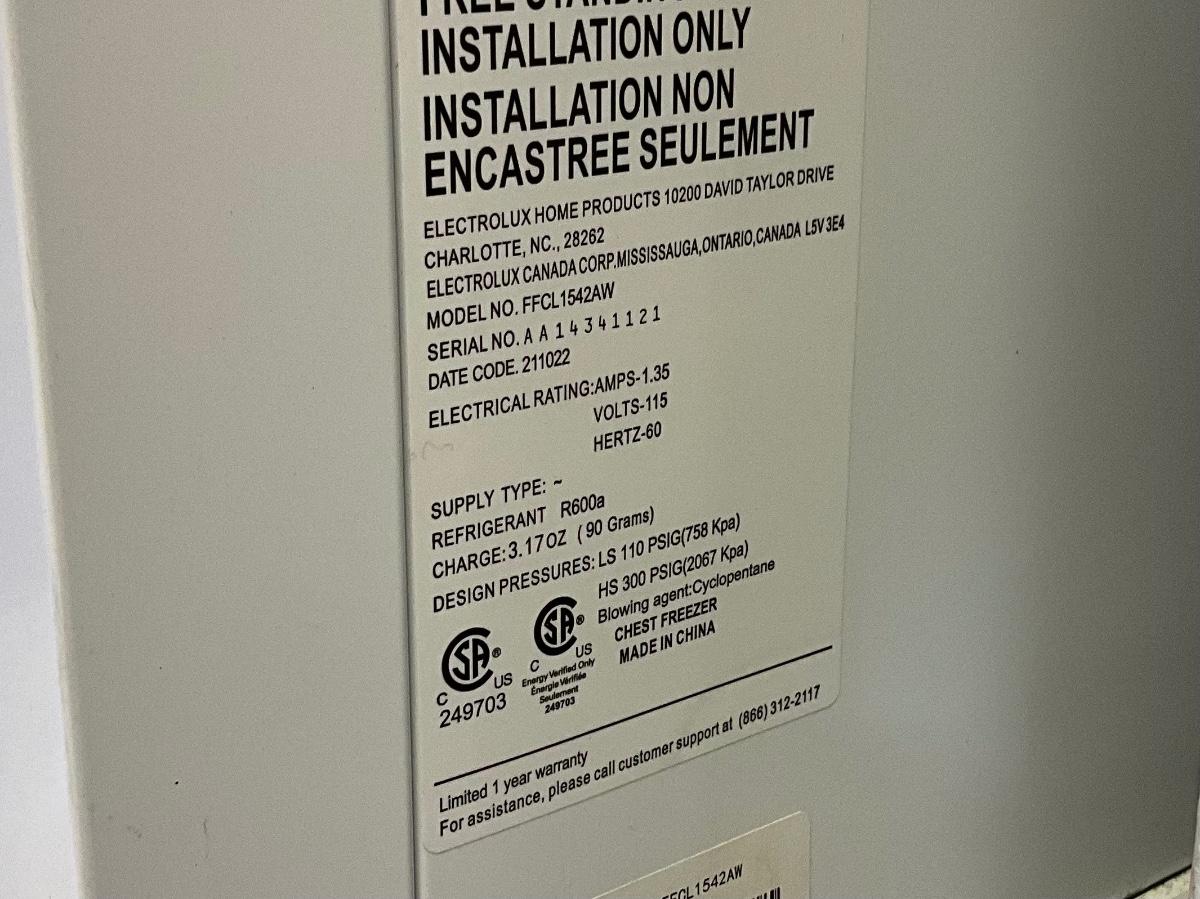 FREE STANDING
INSTALLATION ONLY
INSTALLATION NON
ENCASTREE SEULEMENT
ELECTROLUX HOME PRODUCTS 10200 DAVID TAYLOR DRIVE
CHARLOTTE, NC., 28262
ELECTROLUX CANADA CORP.MISSISSAUGA,ONTARIO,CANADA L5V 3E4
MODEL NO. FFCL1542AW
SERIAL NO. A A 1 4 3 4 1 1 2 1
DATE CODE. 211022
ELECTRICAL RATING:AMPS-1.35
VOLTS-115
HERTZ-60
SUPPLY TYPE: ~
REFRIGERANT R600a
CHARGE:3.17OZ (90 Grams)
DESIGN PRESSURES: LS 110 PSIG(758 Kpa)
HS 300 PSIG(2067 Kpa)
Blowing agent:Cyclopentane
CHEST FREEZER
MADE IN CHINA
CSA®
C US
249703
CSA®
C US
Energy Verified Only
Énergie Vérifiée
Seulement
249703
Limited 1 year warranty
For assistance, please call customer support at (866) 312-2117
FFCL1542AW